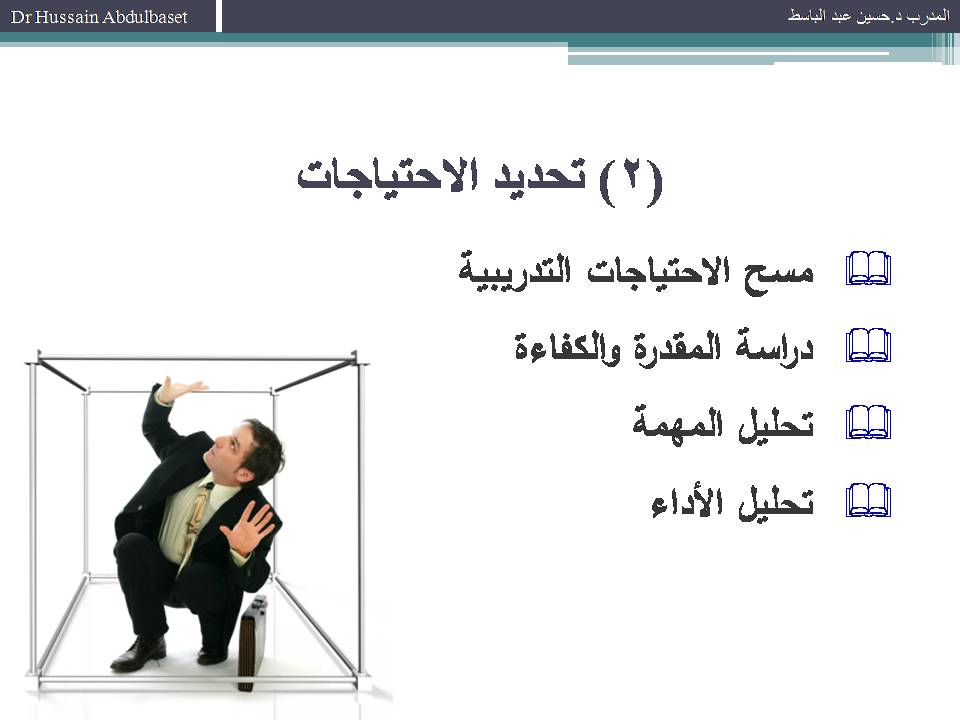 Dr Hussain Abdulbaset
المدرب د.حسين عبد الباسط
(٢) تحديد الاحتياجات
مسح الاحتياجات التدريبية
دراسة المقدرة والكفاءة
تحليل المهمة
تحليل الأداء